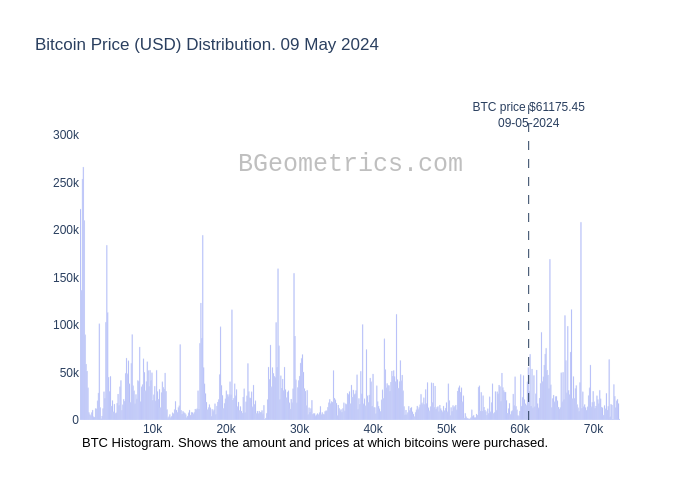 Bitcoin Price (USD) Distribution. 09 May 2024
BTC price $61175.45
09-05-2024
300k
BGeometrics.com
250k
200k
150k
100k
50k
0
10k 20k 30k 40k 50k 60k 70k
BTC Histogram. Shows the amount and prices at which bitcoins were purchased.